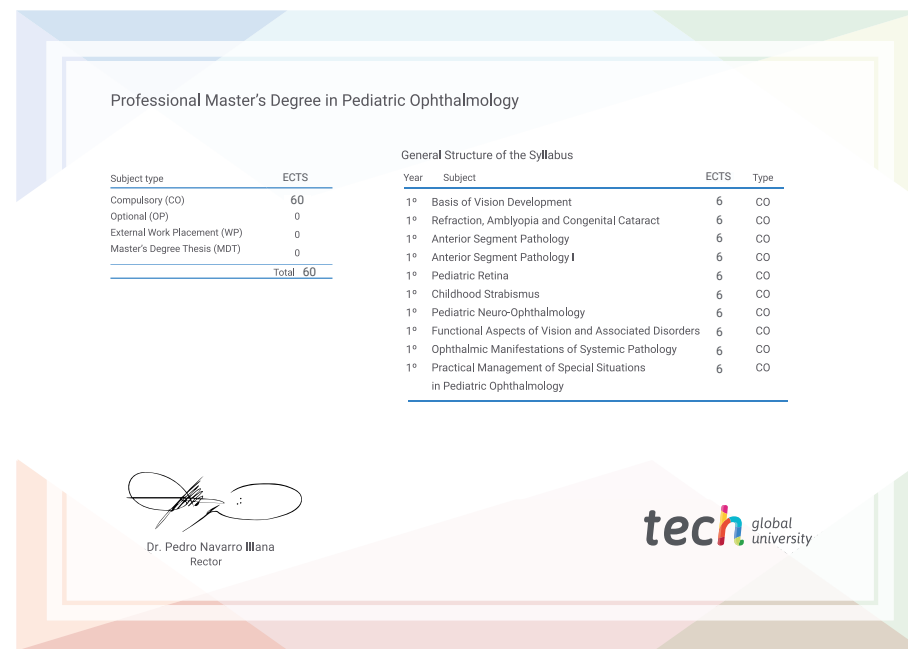 Professional Master's Degree in Pediatric Ophthalmology
Subject type ECTS
Compulsory (CO) 60
Optional (OP) 0
External Work Placement (WP) 0
Master's Degree Thesis (MDT) 0
Total 60
General Structure of the Syllabus
Year Subject ECTS Type
1º Basis of Vision Development 6 CO
1º Refraction, Amblyopia and Congenital Cataract 6 CO
1º Anterior Segment Pathology 6 CO
1º Anterior Segment Pathology I 6 CO
1º Pediatric Retina 6 CO
1º Childhood Strabismus 6 CO
1º Pediatric Neuro-Ophthalmology 6 CO
1º Functional Aspects of Vision and Associated Disorders 6 CO
1º Ophthalmic Manifestations of Systemic Pathology 6 CO
1º Practical Management of Special Situations 6 CO
in Pediatric Ophthalmology
Dr. Pedro Navarro Illana
Rector
tech global
university